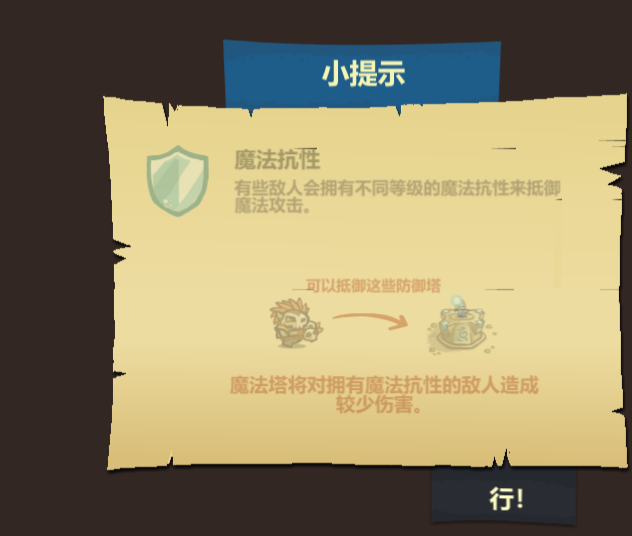 小提示
魔法抗性
有些敌人会拥有不同等级的魔法抗性来抵御
魔法攻击。
可以抵御这些防御塔
魔法塔将对拥有魔法抗性的敌人造成
较少伤害。
行!